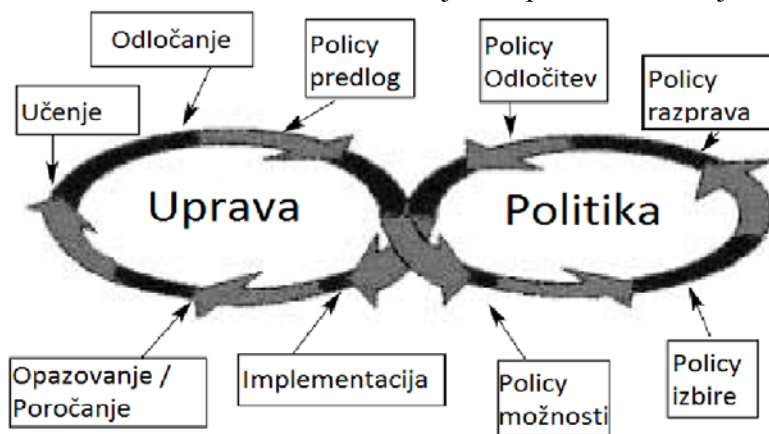 Odločanje
Policy
predlog
Policy
Odločitev
Policy
razprava
Učenje
Uprava
Politika
Opazovanje /
Poročanje
Implementacija
Policy
možnosti
Policy
izbire